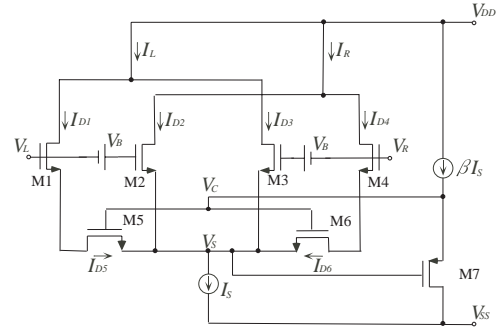 V_DD
I_L
I_R
I_D1
I_D2
I_D3
I_D4
V_L
V_B
V_B
V_R
M1
M2
M3
M4
V_C
βI_S
M5
M6
V_S
I_D5
I_D6
M7
I_S
V_SS